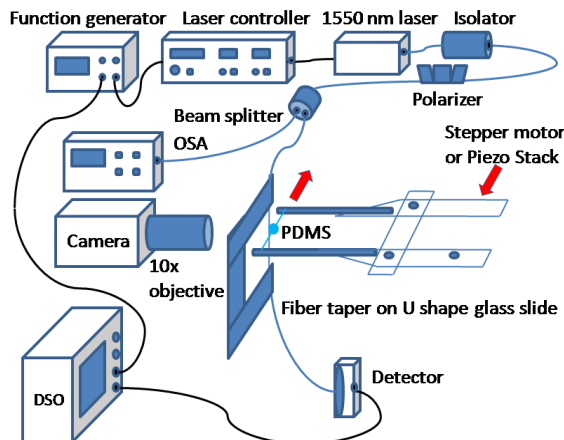 Function generator
Laser controller
1550 nm laser
Isolator
Polarizer
Beam splitter
OSA
Stepper motor
or Piezo Stack
Camera
10x
objective
PDMS
Fiber taper on U shape glass slide
Detector
DSO